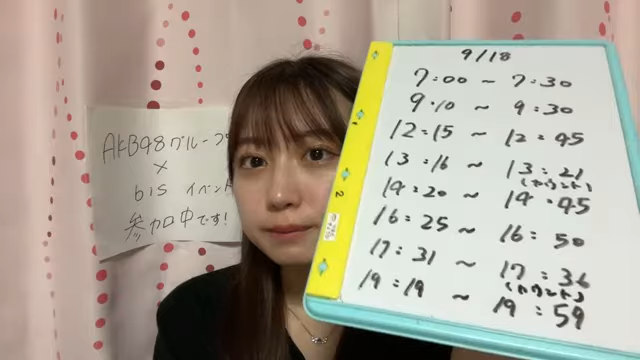 AKB48グループ
×
bis イベント
参加中です!
9/18
7:00 ~ 7:30
9:10 ~ 9:30
12:15 ~ 12:45
13:16 ~ 13:21
(カウント)
14:20 ~ 14:45
16:25 ~ 16:50
17:31 ~ 17:36
(カウント)
19:19 ~ 19:59
1
2